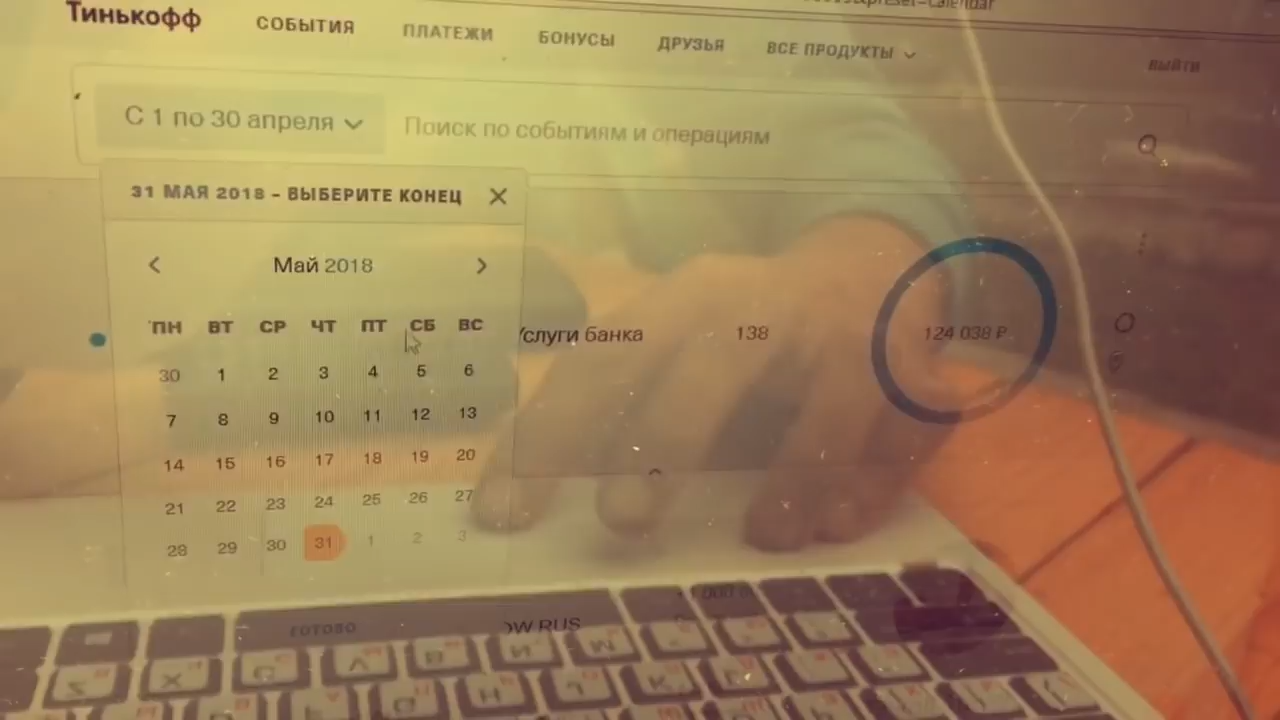 Тинькофф СОБЫТИЯ ПЛАТЕЖИ БОНУСЫ ДРУЗЬЯ ВСЕ ПРОДУКТЫ ВЫЙТИ
С 1 по 30 апреля Поиск по событиям и операциям
31 МАЯ 2018 – ВЫБЕРИТЕ КОНЕЦ
Май 2018
ПН ВТ СР ЧТ ПТ СБ ВС
Услуги банка 138 124 038 ₽
30 1 2 3 4 5 6
7 8 9 10 11 12 13
14 15 16 17 18 19 20
21 22 23 24 25 26 27
28 29 30 31 1 2 3
ГОТОВО
OW.RUS